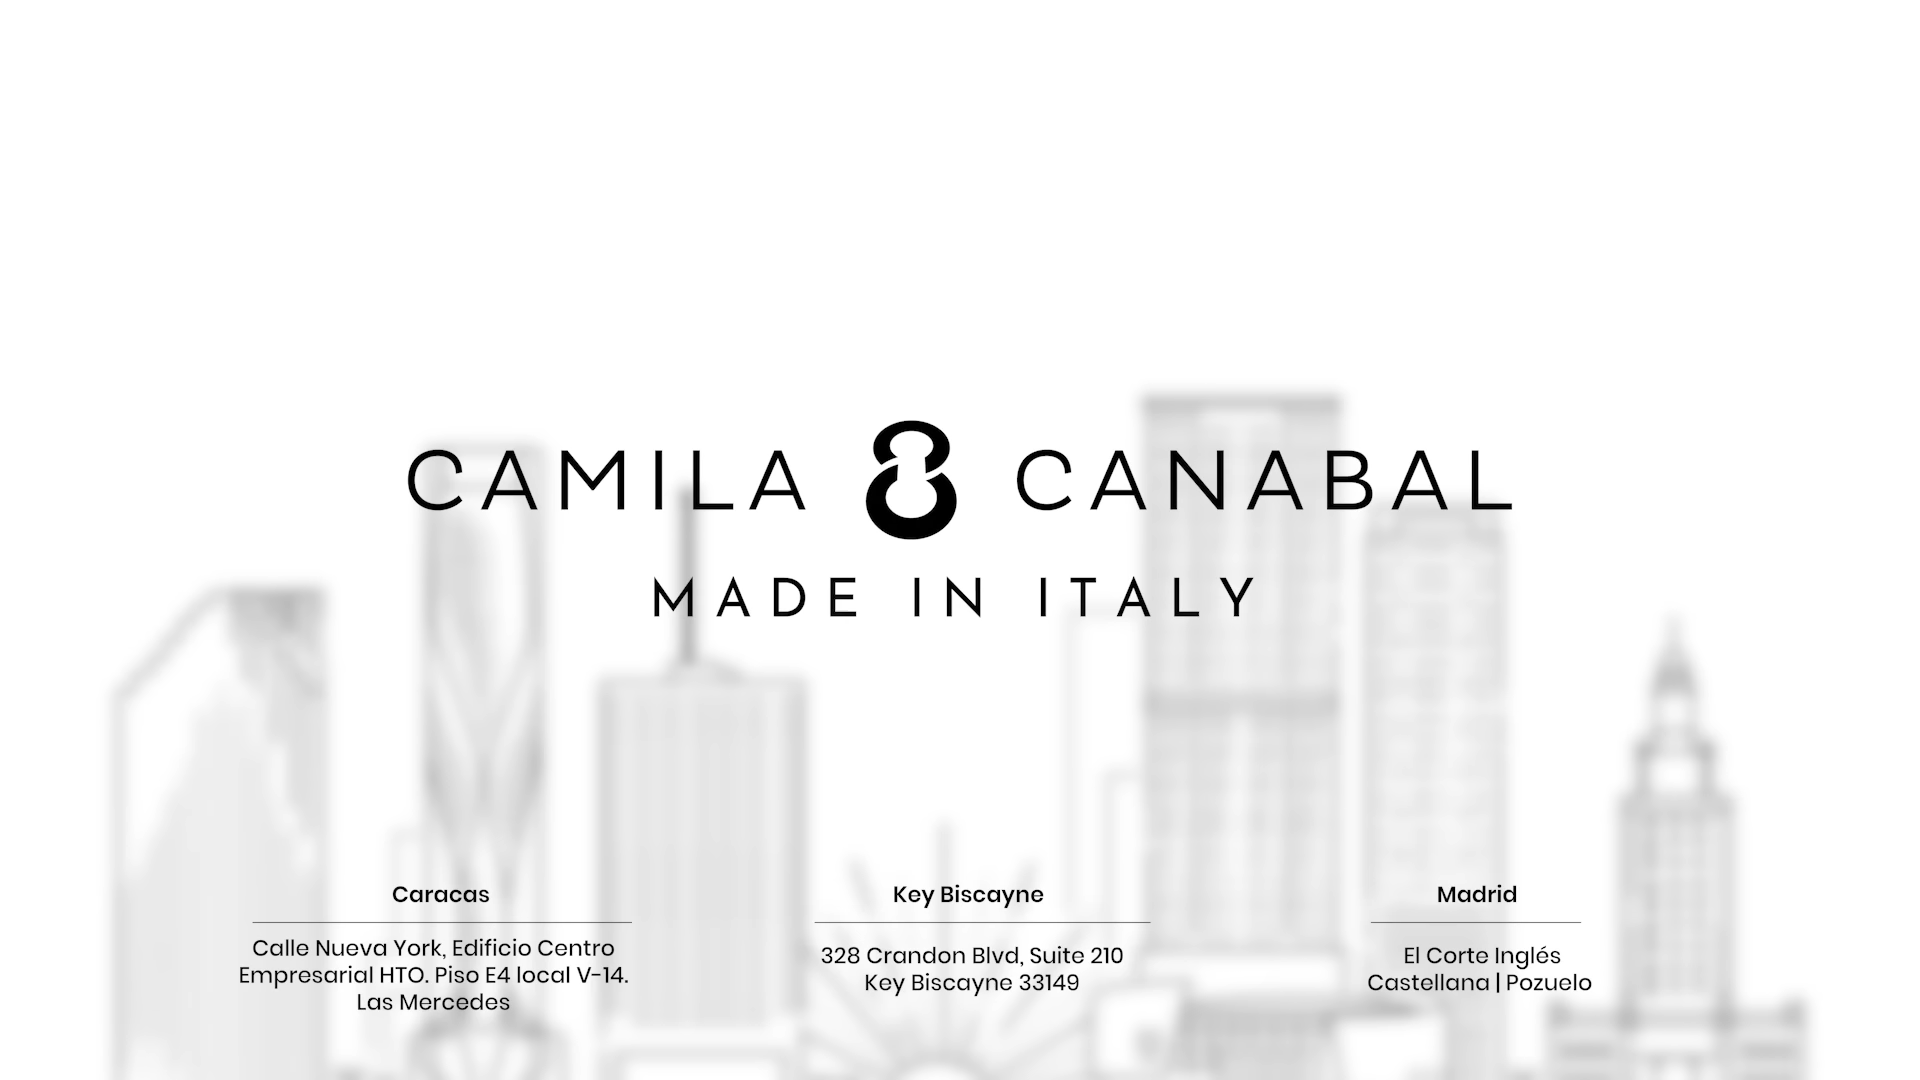 CAMILA CANABAL
MADE IN ITALY
Caracas
Calle Nueva York, Edificio Centro
Empresarial HTO. Piso E4 local V-14.
Las Mercedes
Key Biscayne
328 Crandon Blvd, Suite 210
Key Biscayne 33149
Madrid
El Corte Inglés
Castellana | Pozuelo